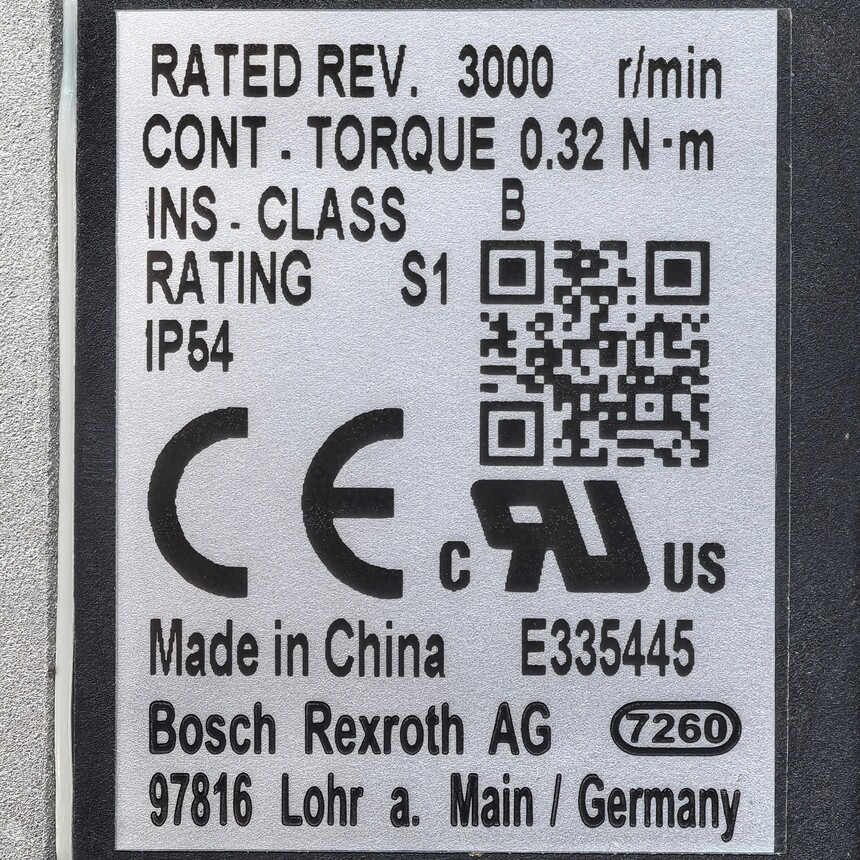 RATED REV. 3000 r/min
CONT - TORQUE 0.32 N·m
INS - CLASS B
RATING S1
IP54
CE
c RU US
Made in China E335445
Bosch Rexroth AG 7260
97816 Lohr a. Main / Germany